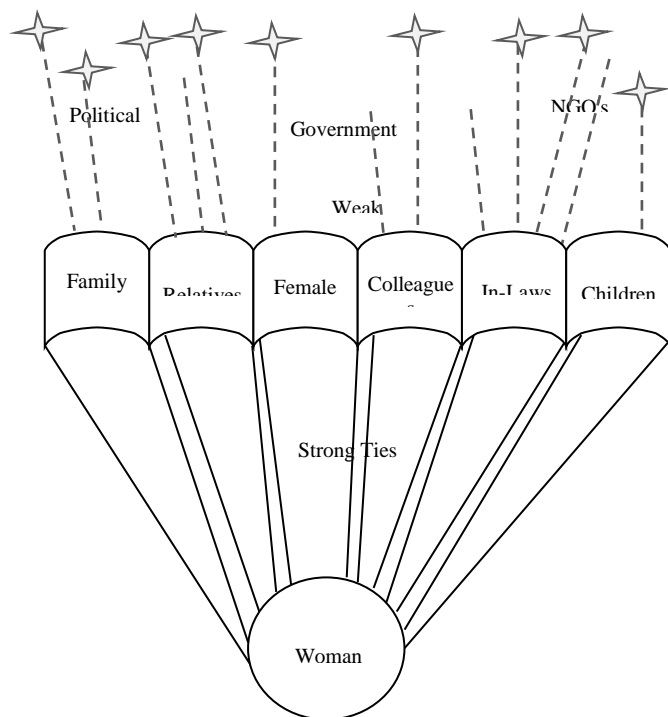 Political
NGO's
Government
Weak
Family
Relatives
Female
Colleague
s
In-Laws
Children
Strong Ties
Woman